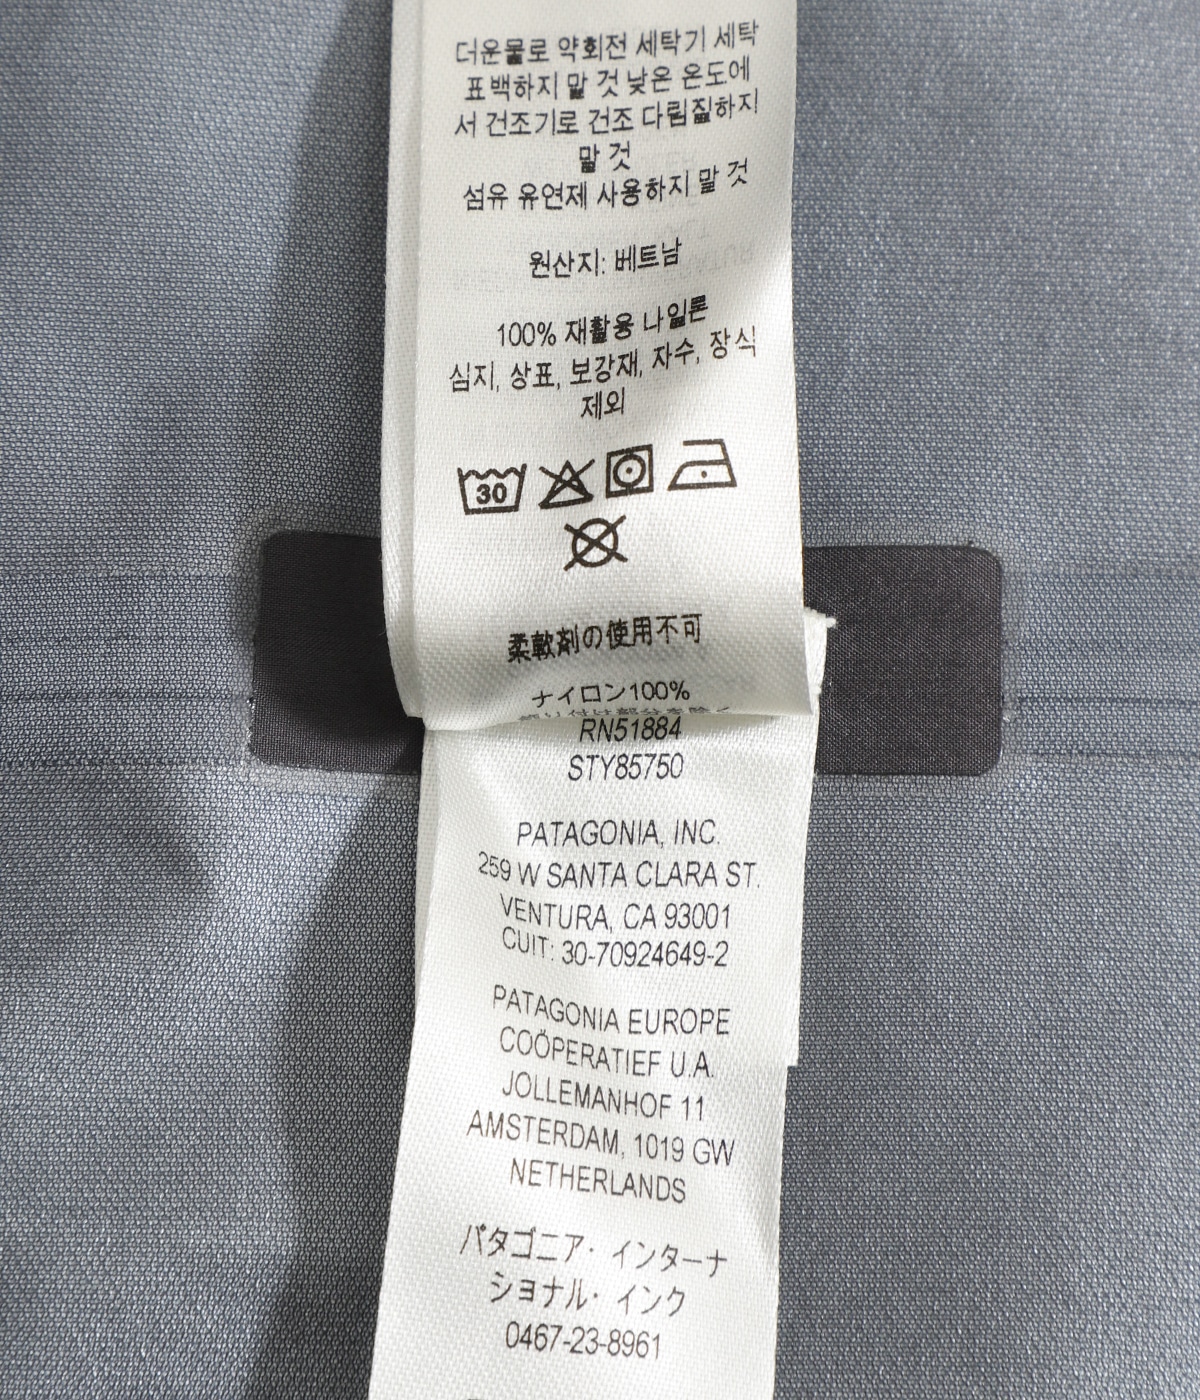 더운물로 약회전 세탁기 세탁
표백하지 말 것 낮은 온도에
서 건조기로 건조 다림질하지
말 것
섬유 유연제 사용하지 말 것
원산지: 베트남
100% 재활용 나일론
심지, 상표, 보강재, 자수, 장식
제외
30
柔軟剤の使用不可
ナイロン100%
RN51884
STY85750
PATAGONIA, INC.
259 W SANTA CLARA ST.
VENTURA, CA 93001
CUIT: 30-70924649-2
PATAGONIA EUROPE
COÖPERATIEF U.A.
JOLLEMANHOF 11
AMSTERDAM, 1019 GW
NETHERLANDS
パタゴニア・インターナ
ショナル・インク
0467-23-8961